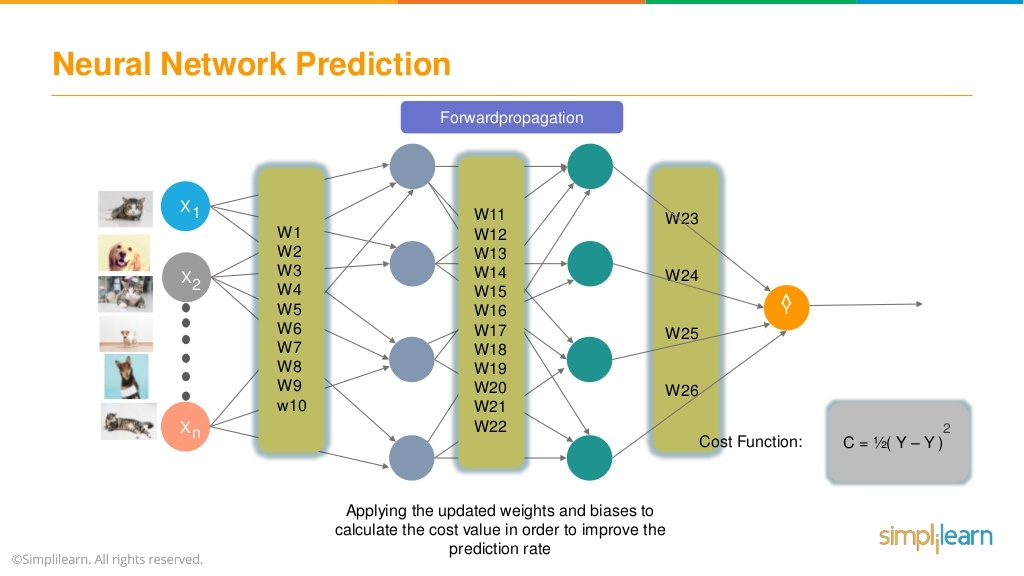 Neural Network Prediction
Forwardpropagation
X1
X2
Xn
W1
W2
W3
W4
W5
W6
W7
W8
W9
w10
W11
W12
W13
W14
W15
W16
W17
W18
W19
W20
W21
W22
W23
W24
W25
W26
Ŷ
Cost Function:
C = ½( Y – Y )2
Applying the updated weights and biases to
calculate the cost value in order to improve the
prediction rate
©Simplilearn. All rights reserved.
simplilearn